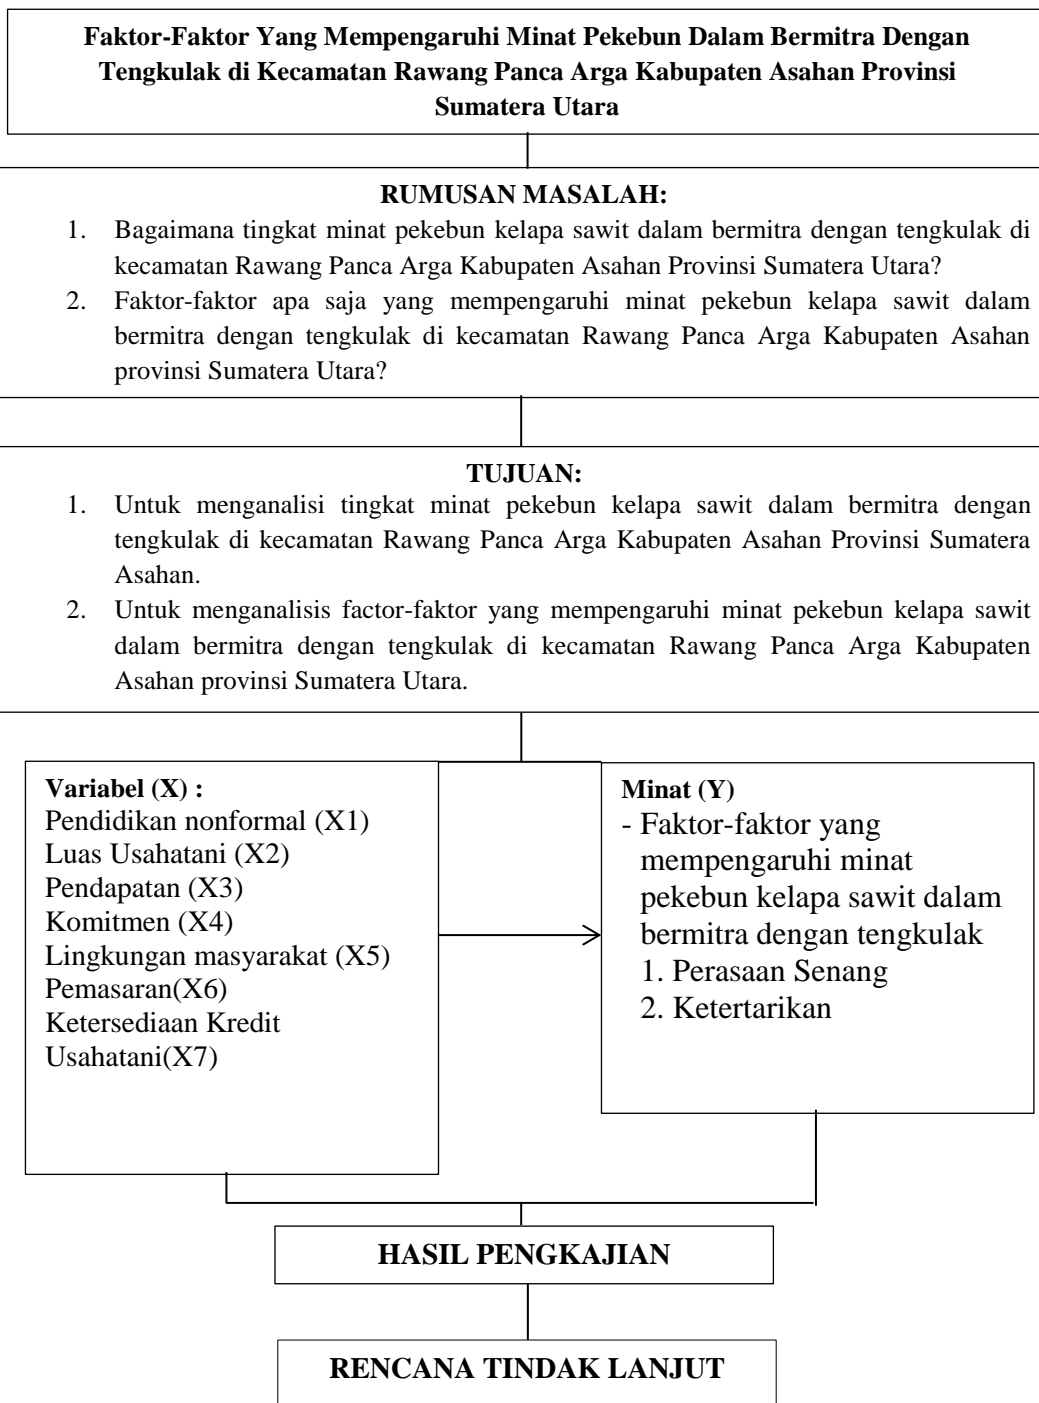 Faktor-Faktor Yang Mempengaruhi Minat Pekebun Dalam Bermitra Dengan
Tengkulak di Kecamatan Rawang Panca Arga Kabupaten Asahan Provinsi
Sumatera Utara
RUMUSAN MASALAH:
1. Bagaimana tingkat minat pekebun kelapa sawit dalam bermitra dengan tengkulak di
kecamatan Rawang Panca Arga Kabupaten Asahan Provinsi Sumatera Utara?
2. Faktor-faktor apa saja yang mempengaruhi minat pekebun kelapa sawit dalam
bermitra dengan tengkulak di kecamatan Rawang Panca Arga Kabupaten Asahan
provinsi Sumatera Utara?
TUJUAN:
1. Untuk menganalisi tingkat minat pekebun kelapa sawit dalam bermitra dengan
tengkulak di kecamatan Rawang Panca Arga Kabupaten Asahan Provinsi Sumatera
Asahan.
2. Untuk menganalisis factor-faktor yang mempengaruhi minat pekebun kelapa sawit
dalam bermitra dengan tengkulak di kecamatan Rawang Panca Arga Kabupaten
Asahan provinsi Sumatera Utara.
Variabel (X) :
Pendidikan nonformal (X1)
Luas Usahatani (X2)
Pendapatan (X3)
Komitmen (X4)
Lingkungan masyarakat (X5)
Pemasaran(X6)
Ketersediaan Kredit
Usahatani(X7)
Minat (Y)
- Faktor-faktor yang
mempengaruhi minat
pekebun kelapa sawit dalam
bermitra dengan tengkulak
1. Perasaan Senang
2. Ketertarikan
HASIL PENGKAJIAN
RENCANA TINDAK LANJUT